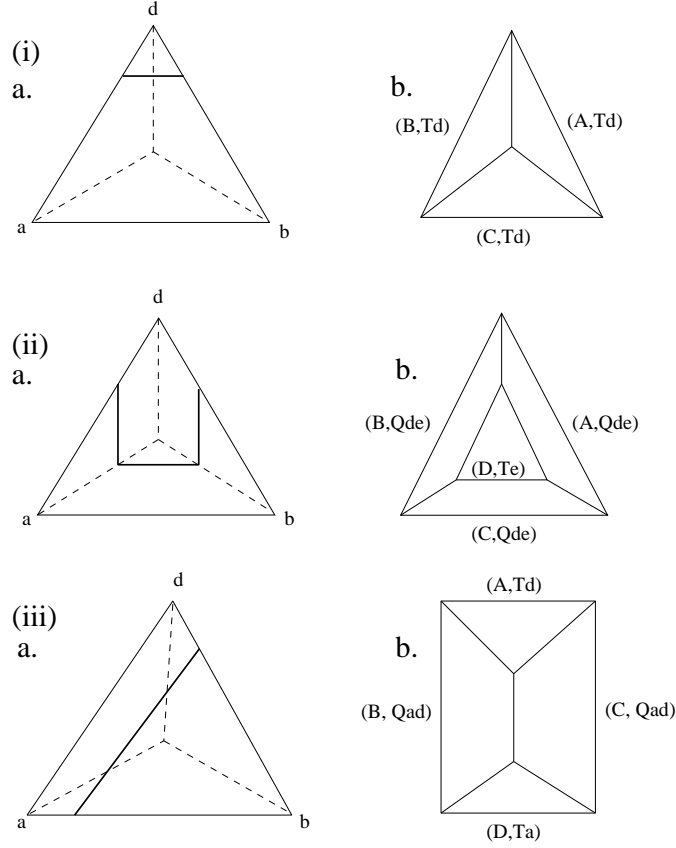 d
(i)
a.
a
b
b.
(B,Td)
(A,Td)
(C,Td)
d
(ii)
a.
a
b
b.
(B,Qde)
(A,Qde)
(D,Te)
(C,Qde)
d
(iii)
a.
a
b
b.
(A,Td)
(B, Qad)
(C, Qad)
(D,Ta)